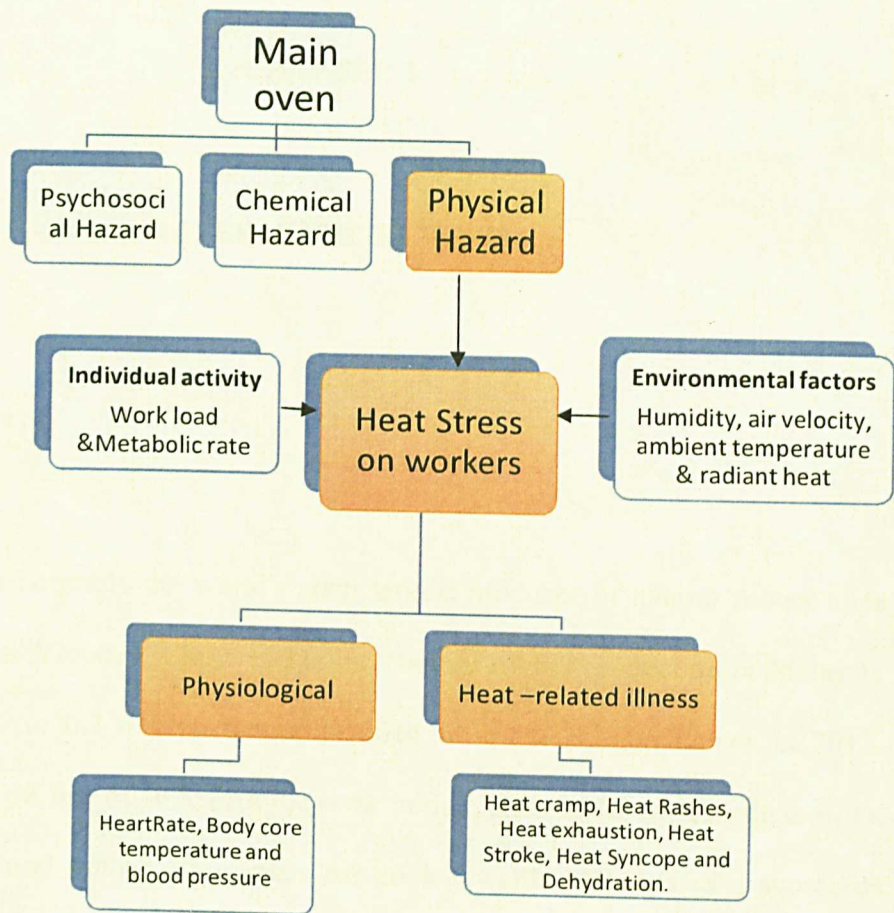 Main
oven
Psychosoci
al Hazard
Chemical
Hazard
Physical
Hazard
Individual activity
Work load
&Metabolic rate
Heat Stress
on workers
Environmental factors
Humidity, air velocity,
ambient temperature
& radiant heat
Physiological
Heat –related illness
HeartRate, Body core
temperature and
blood pressure
Heat cramp, Heat Rashes,
Heat exhaustion, Heat
Stroke, Heat Syncope and
Dehydration.